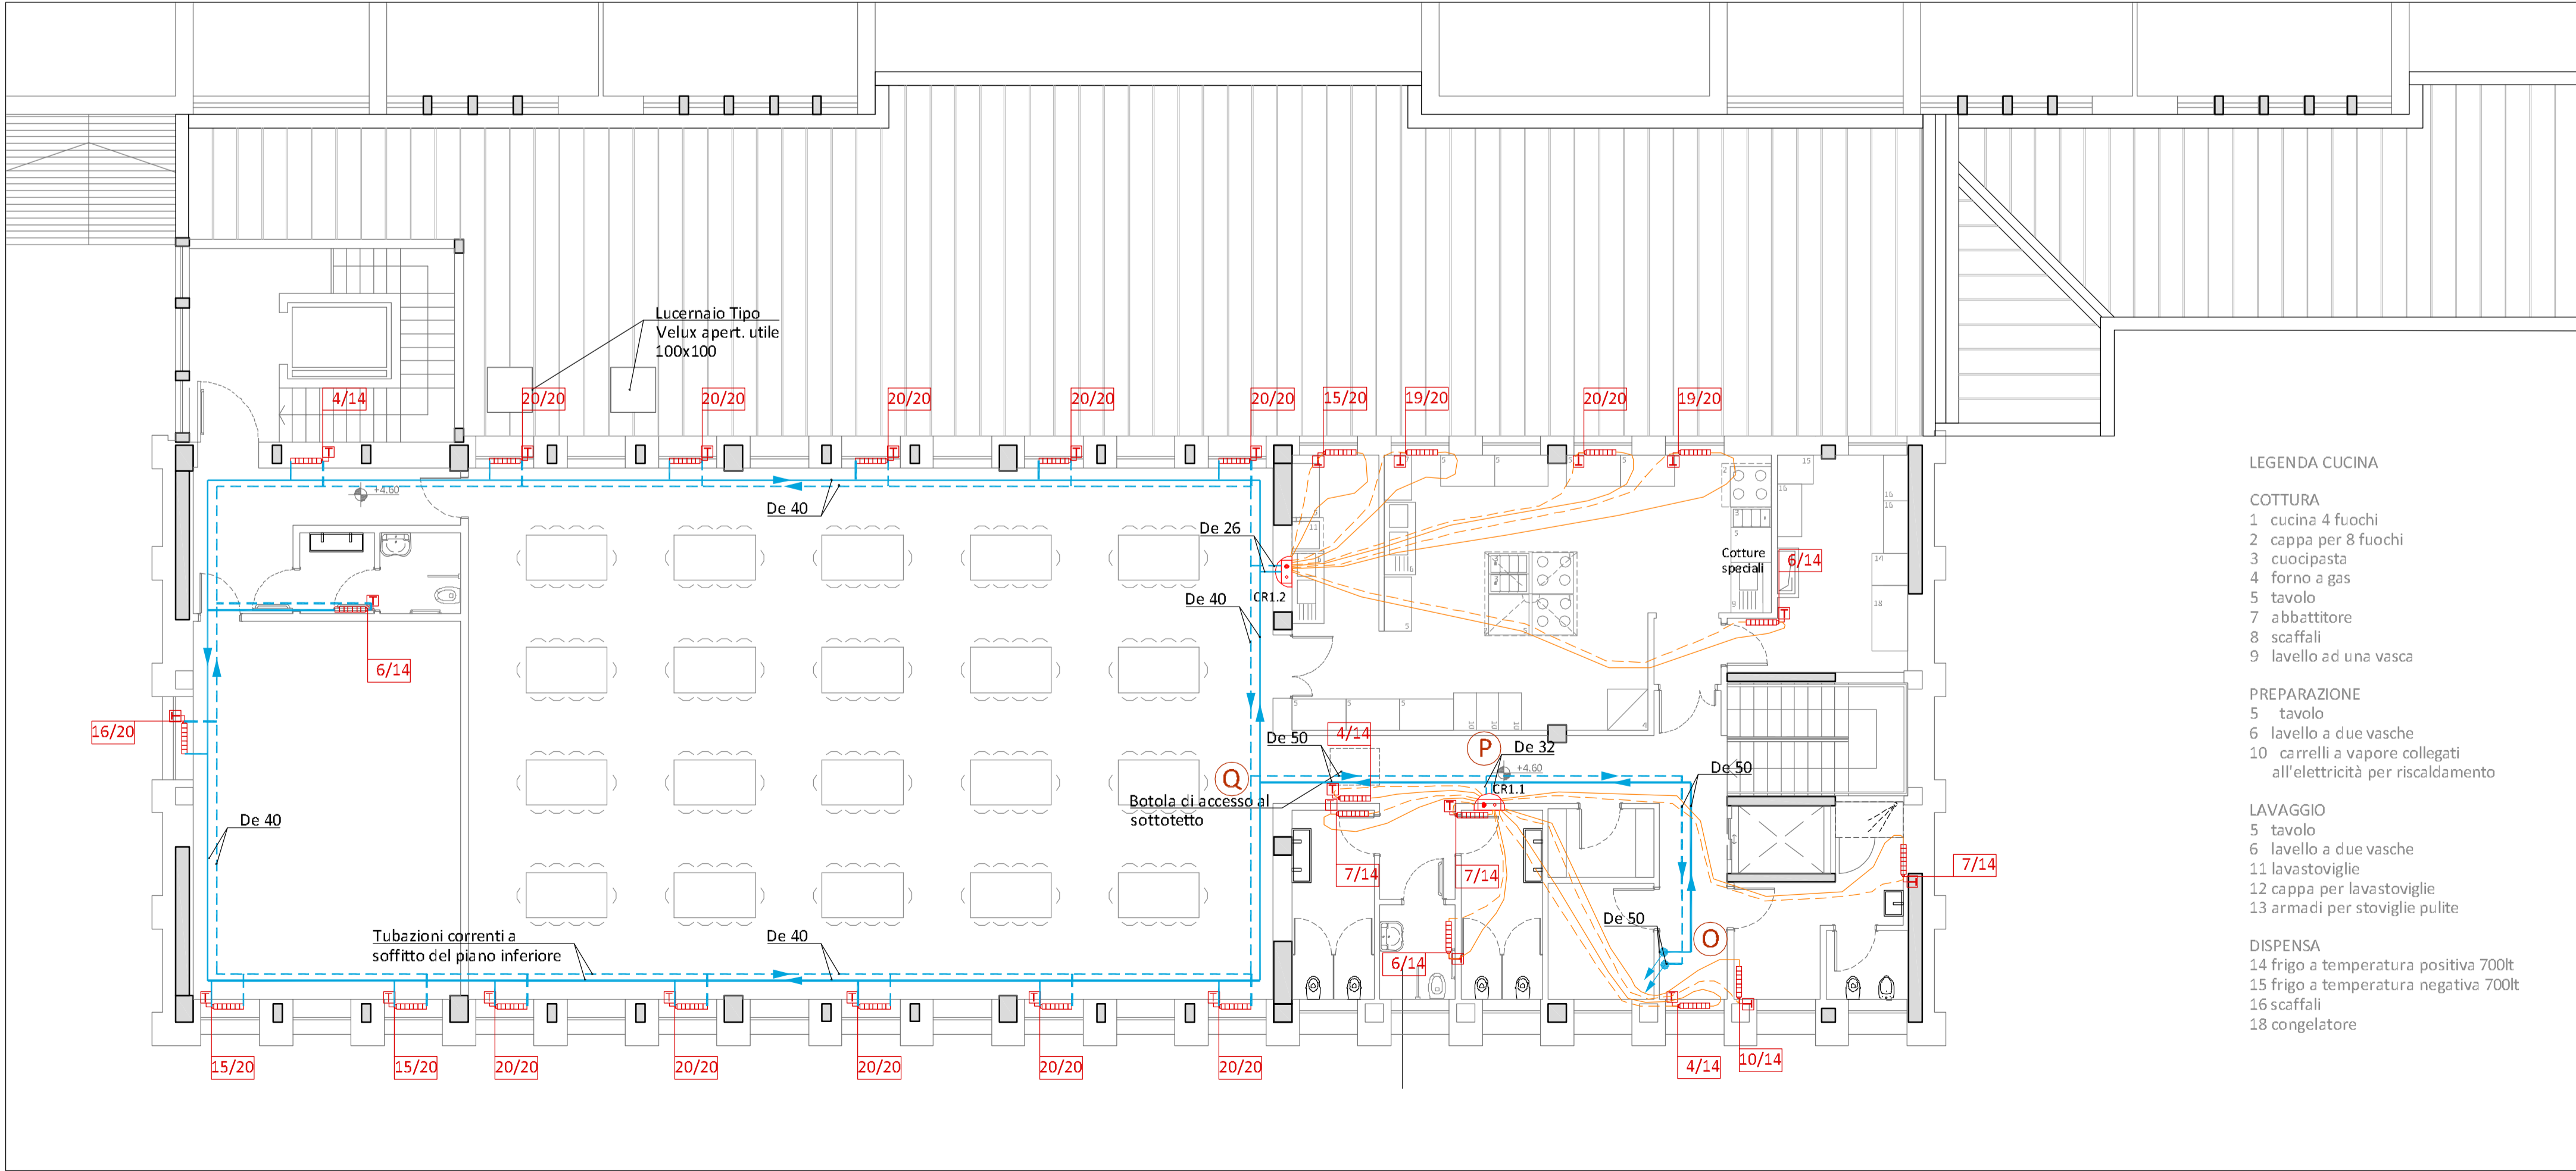 Lucernaio Tipo
Velux apert. utile
100x100
4/14
20/20
20/20
20/20
20/20
20/20
15/20
19/20
20/20
19/20
+4.60
De 40
De 26
CR1.2
De 40
Cotture
speciali
6/14
6/14
16/20
De 50
4/14
P
De 32
+4.60
De 50
Q
CR1.1
Botola di accesso al
sottotetto
De 40
7/14
7/14
7/14
De 50
O
6/14
Tubazioni correnti a
soffitto del piano inferiore
De 40
15/20
15/20
20/20
20/20
20/20
20/20
20/20
4/14
10/14
LEGENDA CUCINA
COTTURA
1 cucina 4 fuochi
2 cappa per 8 fuochi
3 cuocipasta
4 forno a gas
5 tavolo
7 abbattitore
8 scaffali
9 lavello ad una vasca
PREPARAZIONE
5 tavolo
6 lavello a due vasche
10 carrelli a vapore collegati
all'elettricità per riscaldamento
LAVAGGIO
5 tavolo
6 lavello a due vasche
11 lavastoviglie
12 cappa per lavastoviglie
13 armadi per stoviglie pulite
DISPENSA
14 frigo a temperatura positiva 700lt
15 frigo a temperatura negativa 700lt
16 scaffali
18 congelatore